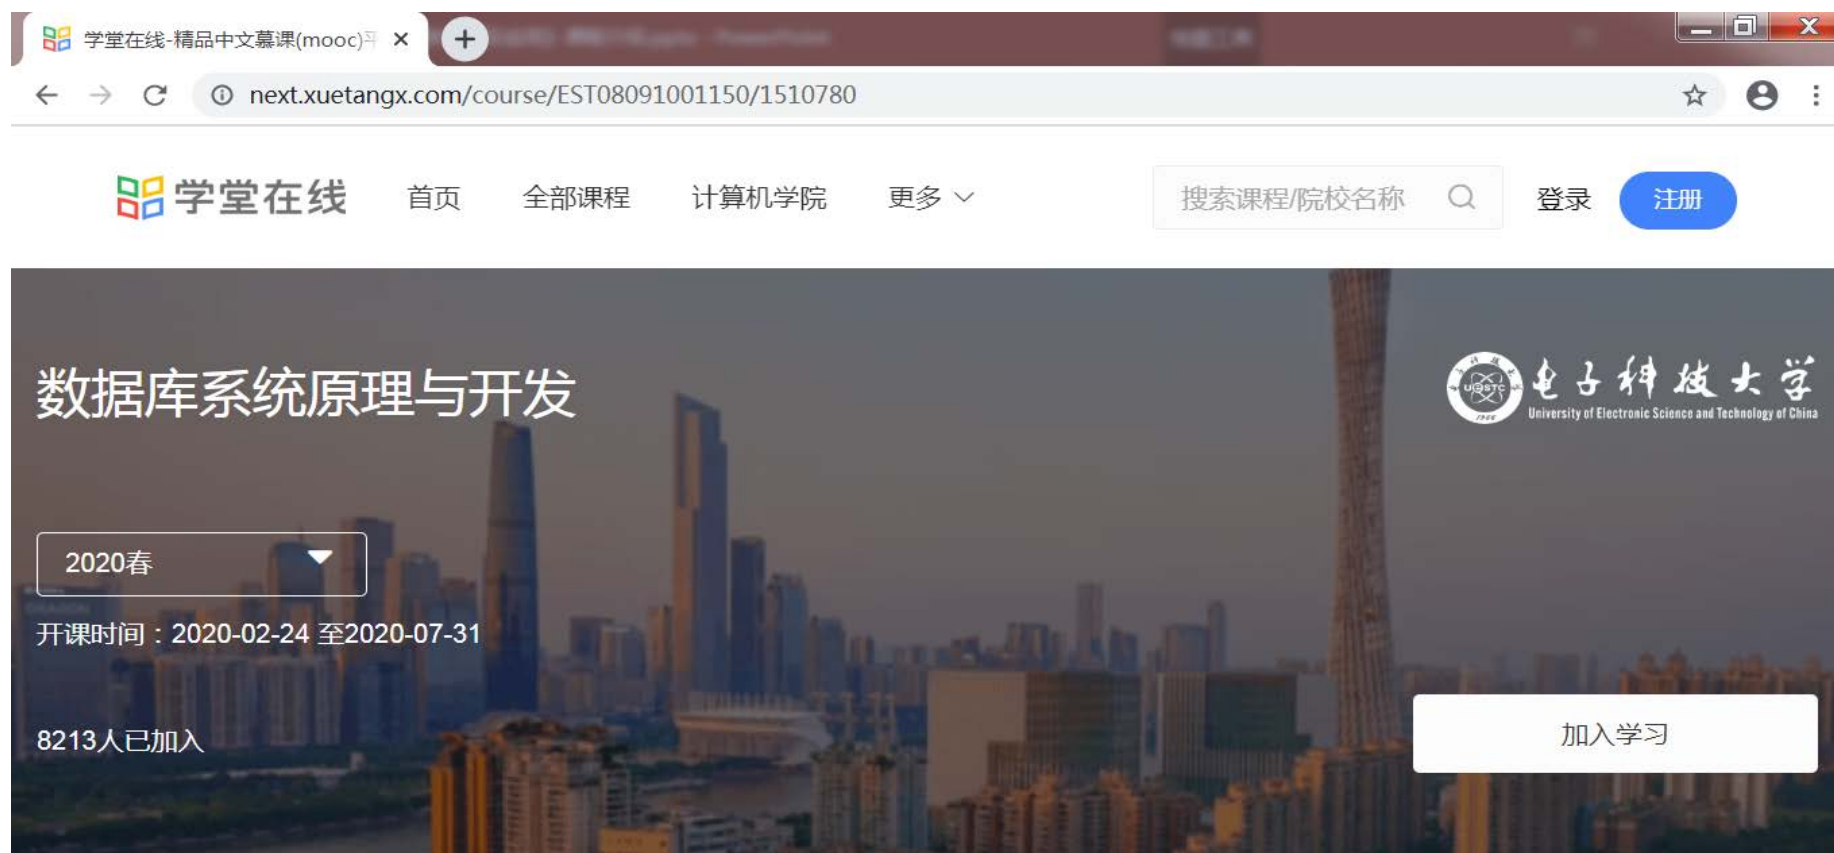 学堂在线-精品中文慕课(mooc)平
next.xuetangx.com/course/EST08091001150/1510780
学堂在线 首页 全部课程 计算机学院 更多 搜索课程/院校名称 登录 注册
数据库系统原理与开发
电子科技大学
University of Electronic Science and Technology of China
UESTC
1956
2020春
开课时间：2020-02-24 至2020-07-31
8213人已加入
加入学习